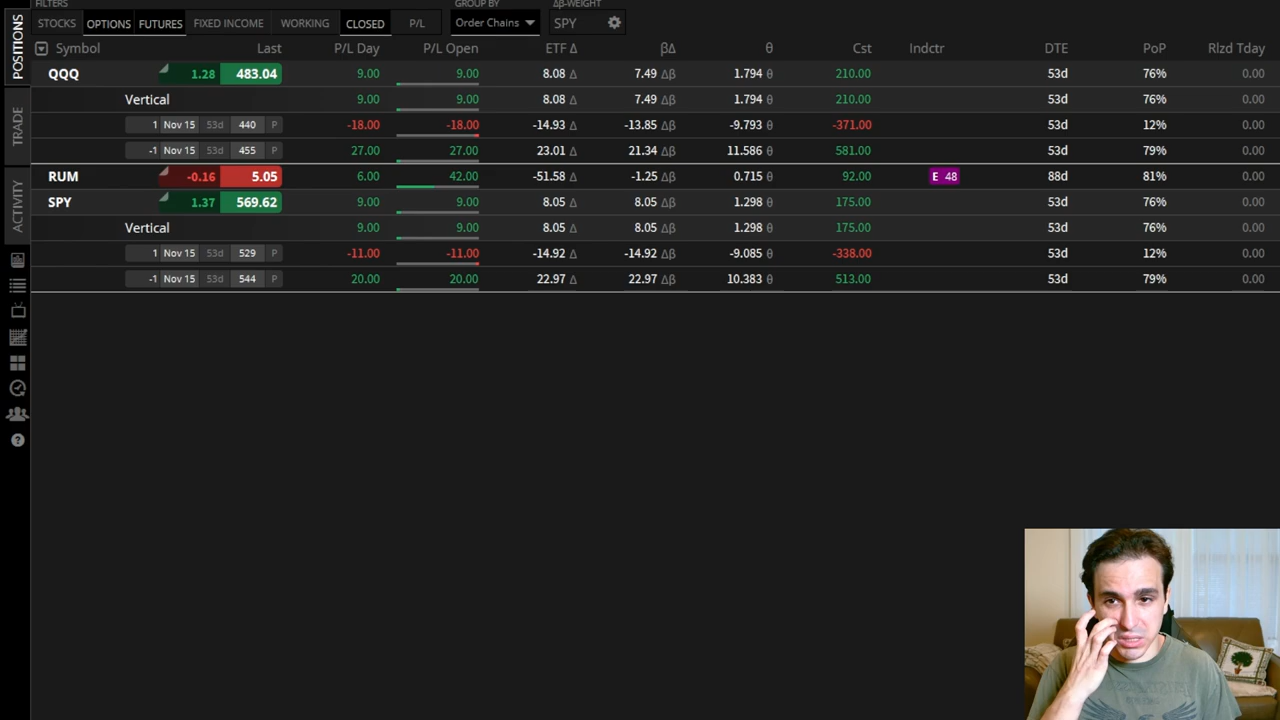 FILTERS GROUP BY Δβ-WEIGHT
STOCKS OPTIONS FUTURES FIXED INCOME WORKING CLOSED P/L Order Chains SPY
POSITIONS
TRADE
ACTIVITY
Symbol Last P/L Day P/L Open ETF Δ βΔ θ Cst Indctr DTE PoP Rlzd Tday
QQQ 1.28 483.04 9.00 9.00 8.08 Δ 7.49 Δβ 1.794 θ 210.00 53d 76% 0.00
Vertical 9.00 9.00 8.08 Δ 7.49 Δβ 1.794 θ 210.00 53d 76% 0.00
1 Nov 15 53d 440 P -18.00 -18.00 -14.93 Δ -13.85 Δβ -9.793 θ -371.00 53d 12% 0.00
-1 Nov 15 53d 455 P 27.00 27.00 23.01 Δ 21.34 Δβ 11.586 θ 581.00 53d 79% 0.00
RUM -0.16 5.05 6.00 42.00 -51.58 Δ -1.25 Δβ 0.715 θ 92.00 E 48 88d 81% 0.00
SPY 1.37 569.62 9.00 9.00 8.05 Δ 8.05 Δβ 1.298 θ 175.00 53d 76% 0.00
Vertical 9.00 9.00 8.05 Δ 8.05 Δβ 1.298 θ 175.00 53d 76% 0.00
1 Nov 15 53d 529 P -11.00 -11.00 -14.92 Δ -14.92 Δβ -9.085 θ -338.00 53d 12% 0.00
-1 Nov 15 53d 544 P 20.00 20.00 22.97 Δ 22.97 Δβ 10.383 θ 513.00 53d 79% 0.00